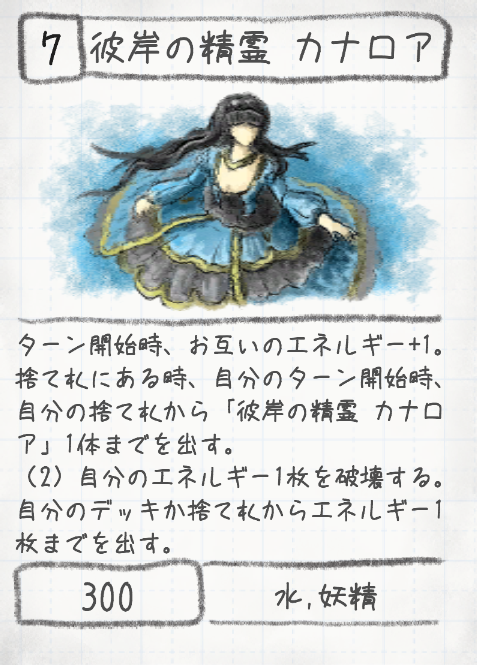 7 彼岸の精霊 カナロア
ターン開始時、お互いのエネルギー+1。
捨て札にある時、自分のターン開始時、
自分の捨て札から「彼岸の精霊 カナロ
ア」1体までを出す。
（2）自分のエネルギー1枚を破壊する。
自分のデッキか捨て札からエネルギー1
枚までを出す。
300
水,妖精